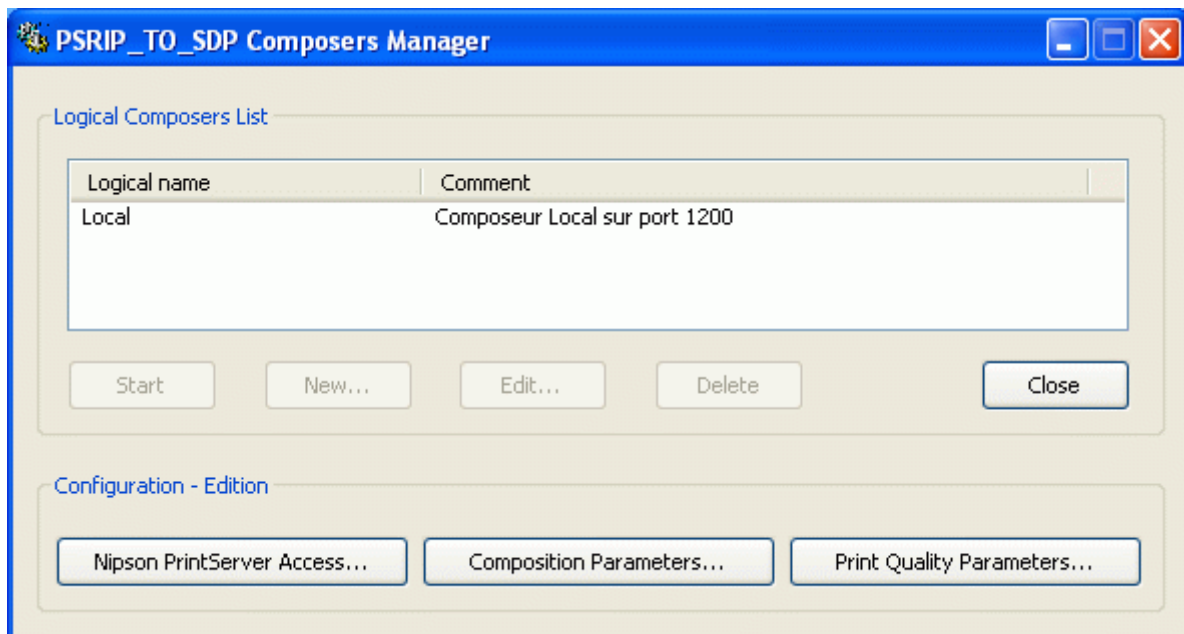 PSRIP_TO_SDP Composers Manager
Logical Composers List
Logical name Comment
Local Composeur Local sur port 1200
Start New... Edit... Delete Close
Configuration - Edition
Nipson PrintServer Access... Composition Parameters... Print Quality Parameters...